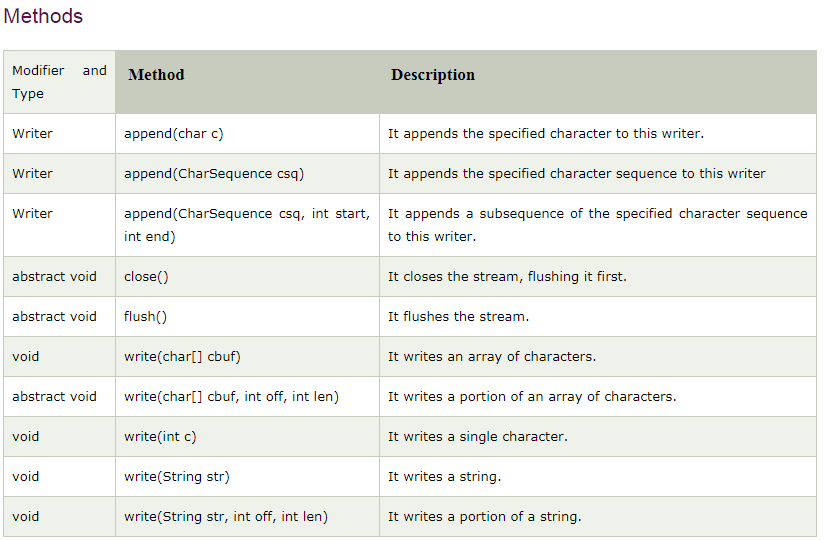 Methods
Modifier and
Type
Method
Description
Writer
append(char c)
It appends the specified character to this writer.
Writer
append(CharSequence csq)
It appends the specified character sequence to this writer
Writer
append(CharSequence csq, int start,
int end)
It appends a subsequence of the specified character sequence
to this writer.
abstract void
close()
It closes the stream, flushing it first.
abstract void
flush()
It flushes the stream.
void
write(char[] cbuf)
It writes an array of characters.
abstract void
write(char[] cbuf, int off, int len)
It writes a portion of an array of characters.
void
write(int c)
It writes a single character.
void
write(String str)
It writes a string.
void
write(String str, int off, int len)
It writes a portion of a string.